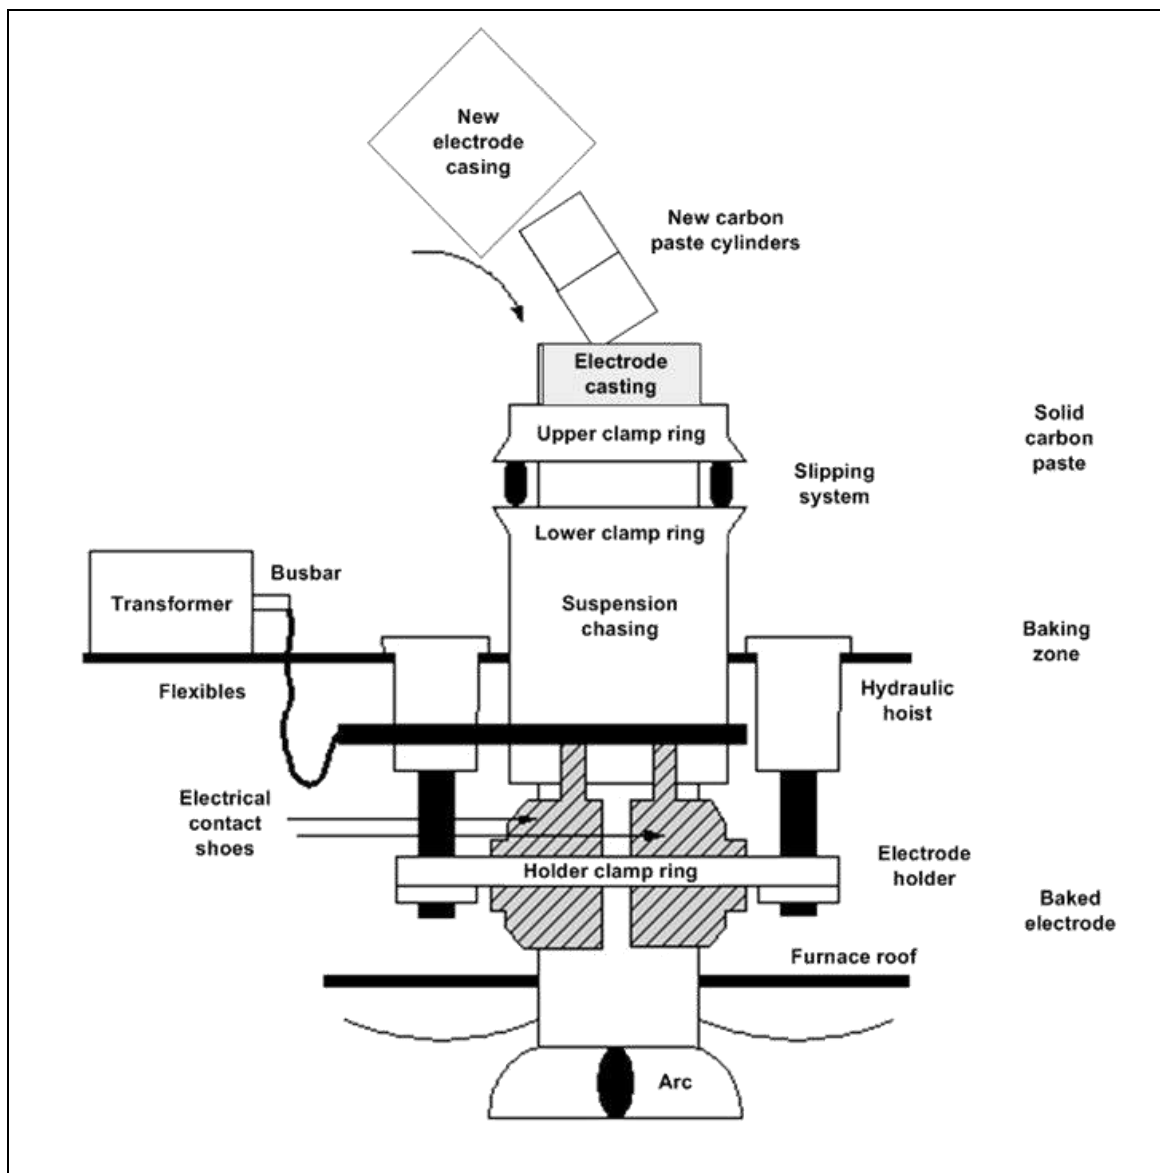 New
electrode
casing
New carbon
paste cylinders
Electrode
casting
Upper clamp ring
Solid
carbon
paste
Slipping
system
Lower clamp ring
Busbar
Transformer
Suspension
chasing
Baking
zone
Flexibles
Hydraulic
hoist
Electrical
contact
shoes
Holder clamp ring
Electrode
holder
Baked
electrode
Furnace roof
Arc